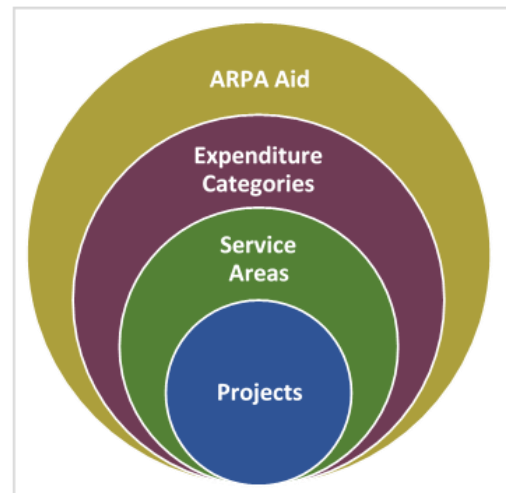 ARPA Aid
Expenditure
Categories
Service
Areas
Projects